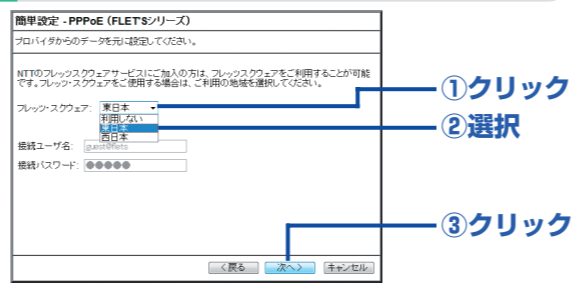 簡単設定 - PPPoE (FLET'Sシリーズ)
プロバイダからのデータを元に設定してください。
NTTのフレッツスクウェアサービスにご加入の方は、フレッツスクウェアをご利用することが可能
です。フレッツ・スクウェアをご使用する場合は、ご利用の地域を選択してください。
①クリック
フレッツ・スクウェア: 東日本
利用しない
東日本
②選択
西日本
接続ユーザ名: guest@flets
接続パスワード: ●●●●●
③クリック
〈戻る 次へ〉 キャンセル